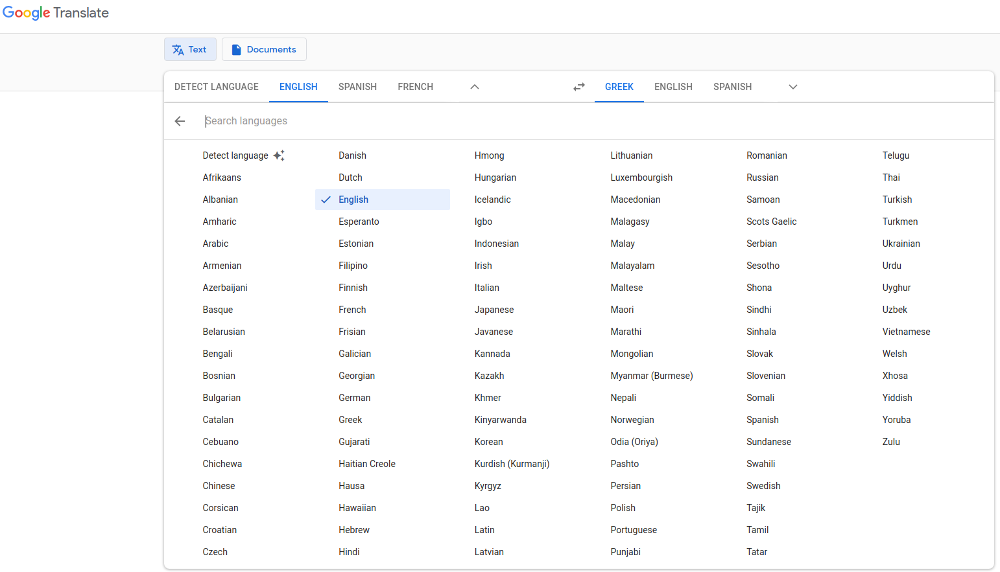 Google Translate
Text
Documents
DETECT LANGUAGE
ENGLISH
SPANISH
FRENCH
GREEK
ENGLISH
SPANISH
Search languages
Detect language
Afrikaans
Albanian
Amharic
Arabic
Armenian
Azerbaijani
Basque
Belarusian
Bengali
Bosnian
Bulgarian
Catalan
Cebuano
Chichewa
Chinese
Corsican
Croatian
Czech
Danish
Dutch
English
Esperanto
Estonian
Filipino
Finnish
French
Frisian
Galician
Georgian
German
Greek
Gujarati
Haitian Creole
Hausa
Hawaiian
Hebrew
Hindi
Hmong
Hungarian
Icelandic
Igbo
Indonesian
Irish
Italian
Japanese
Javanese
Kannada
Kazakh
Khmer
Kinyarwanda
Korean
Kurdish (Kurmanji)
Kyrgyz
Lao
Latin
Latvian
Lithuanian
Luxembourgish
Macedonian
Malagasy
Malay
Malayalam
Maltese
Maori
Marathi
Mongolian
Myanmar (Burmese)
Nepali
Norwegian
Odia (Oriya)
Pashto
Persian
Polish
Portuguese
Punjabi
Romanian
Russian
Samoan
Scots Gaelic
Serbian
Sesotho
Shona
Sindhi
Sinhala
Slovak
Slovenian
Somali
Spanish
Sundanese
Swahili
Swedish
Tajik
Tamil
Tatar
Telugu
Thai
Turkish
Turkmen
Ukrainian
Urdu
Uyghur
Uzbek
Vietnamese
Welsh
Xhosa
Yiddish
Yoruba
Zulu